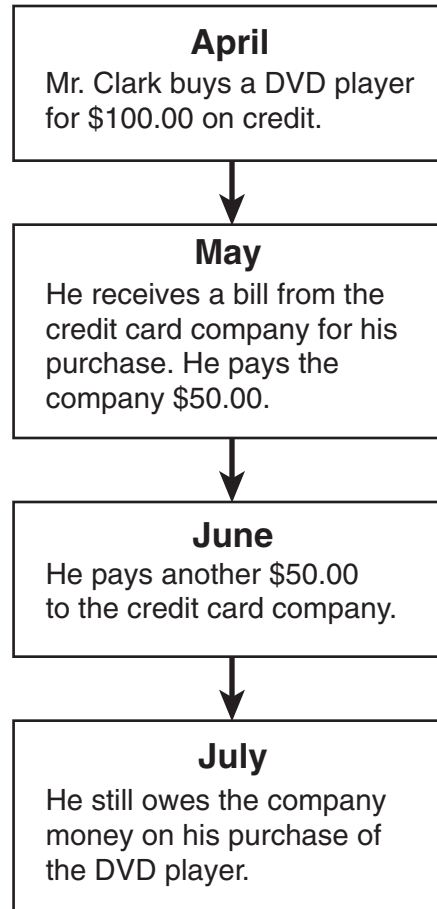 April
Mr. Clark buys a DVD player
for $100.00 on credit.
May
He receives a bill from the
credit card company for his
purchase. He pays the
company $50.00.
June
He pays another $50.00
to the credit card company.
July
He still owes the company
money on his purchase of
the DVD player.